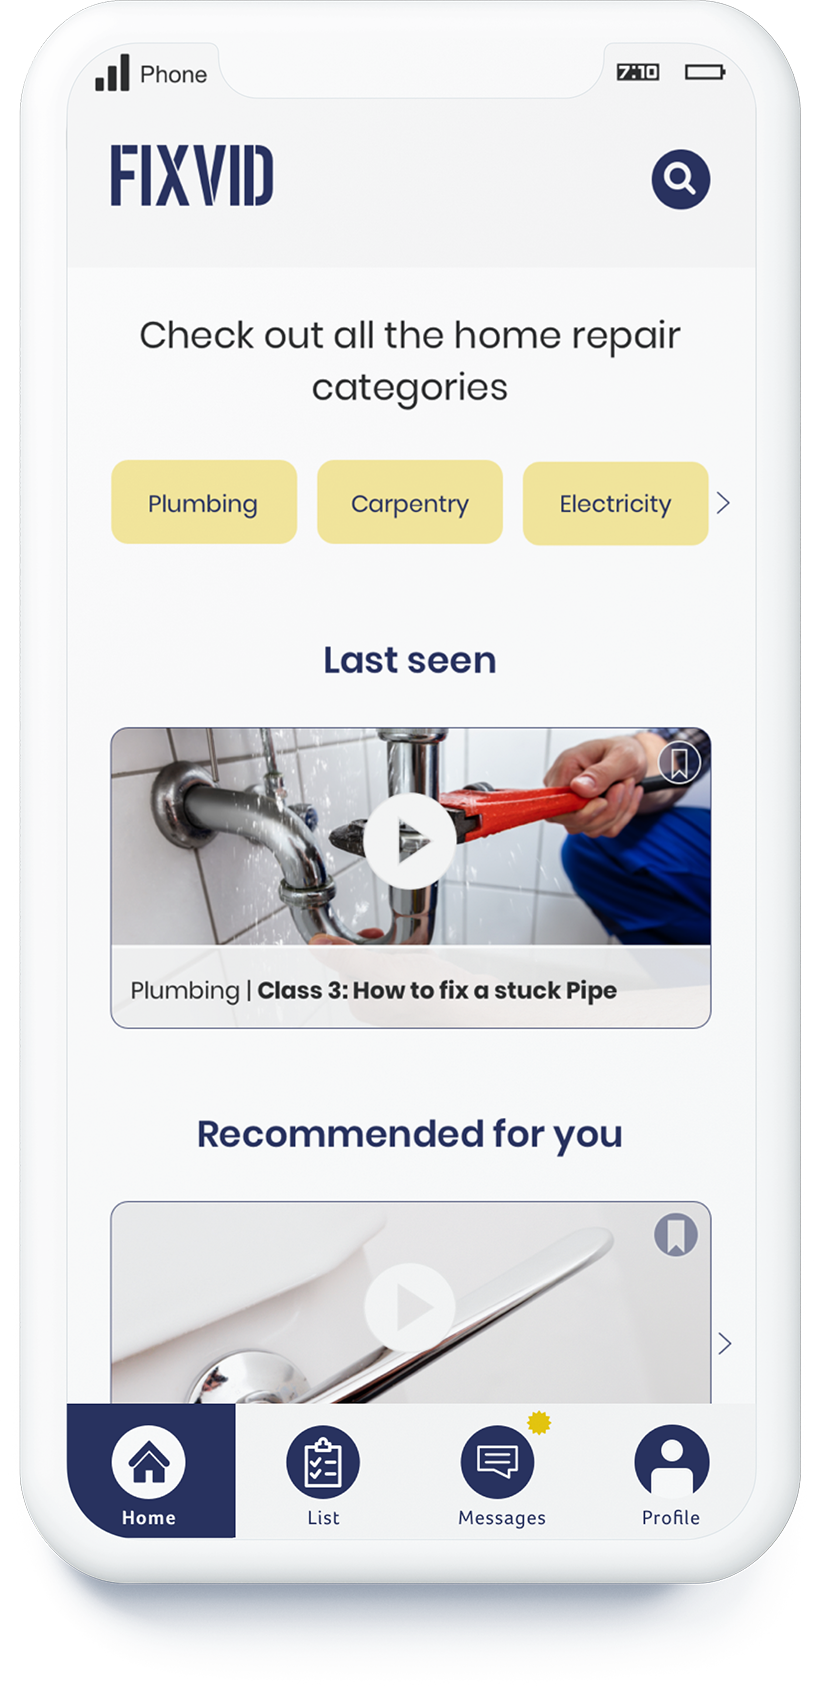 Phone 7:10
FIXVID
Check out all the home repair
categories
Plumbing Carpentry Electricity
Last seen
Plumbing | Class 3: How to fix a stuck Pipe
Recommended for you
Home List Messages Profile